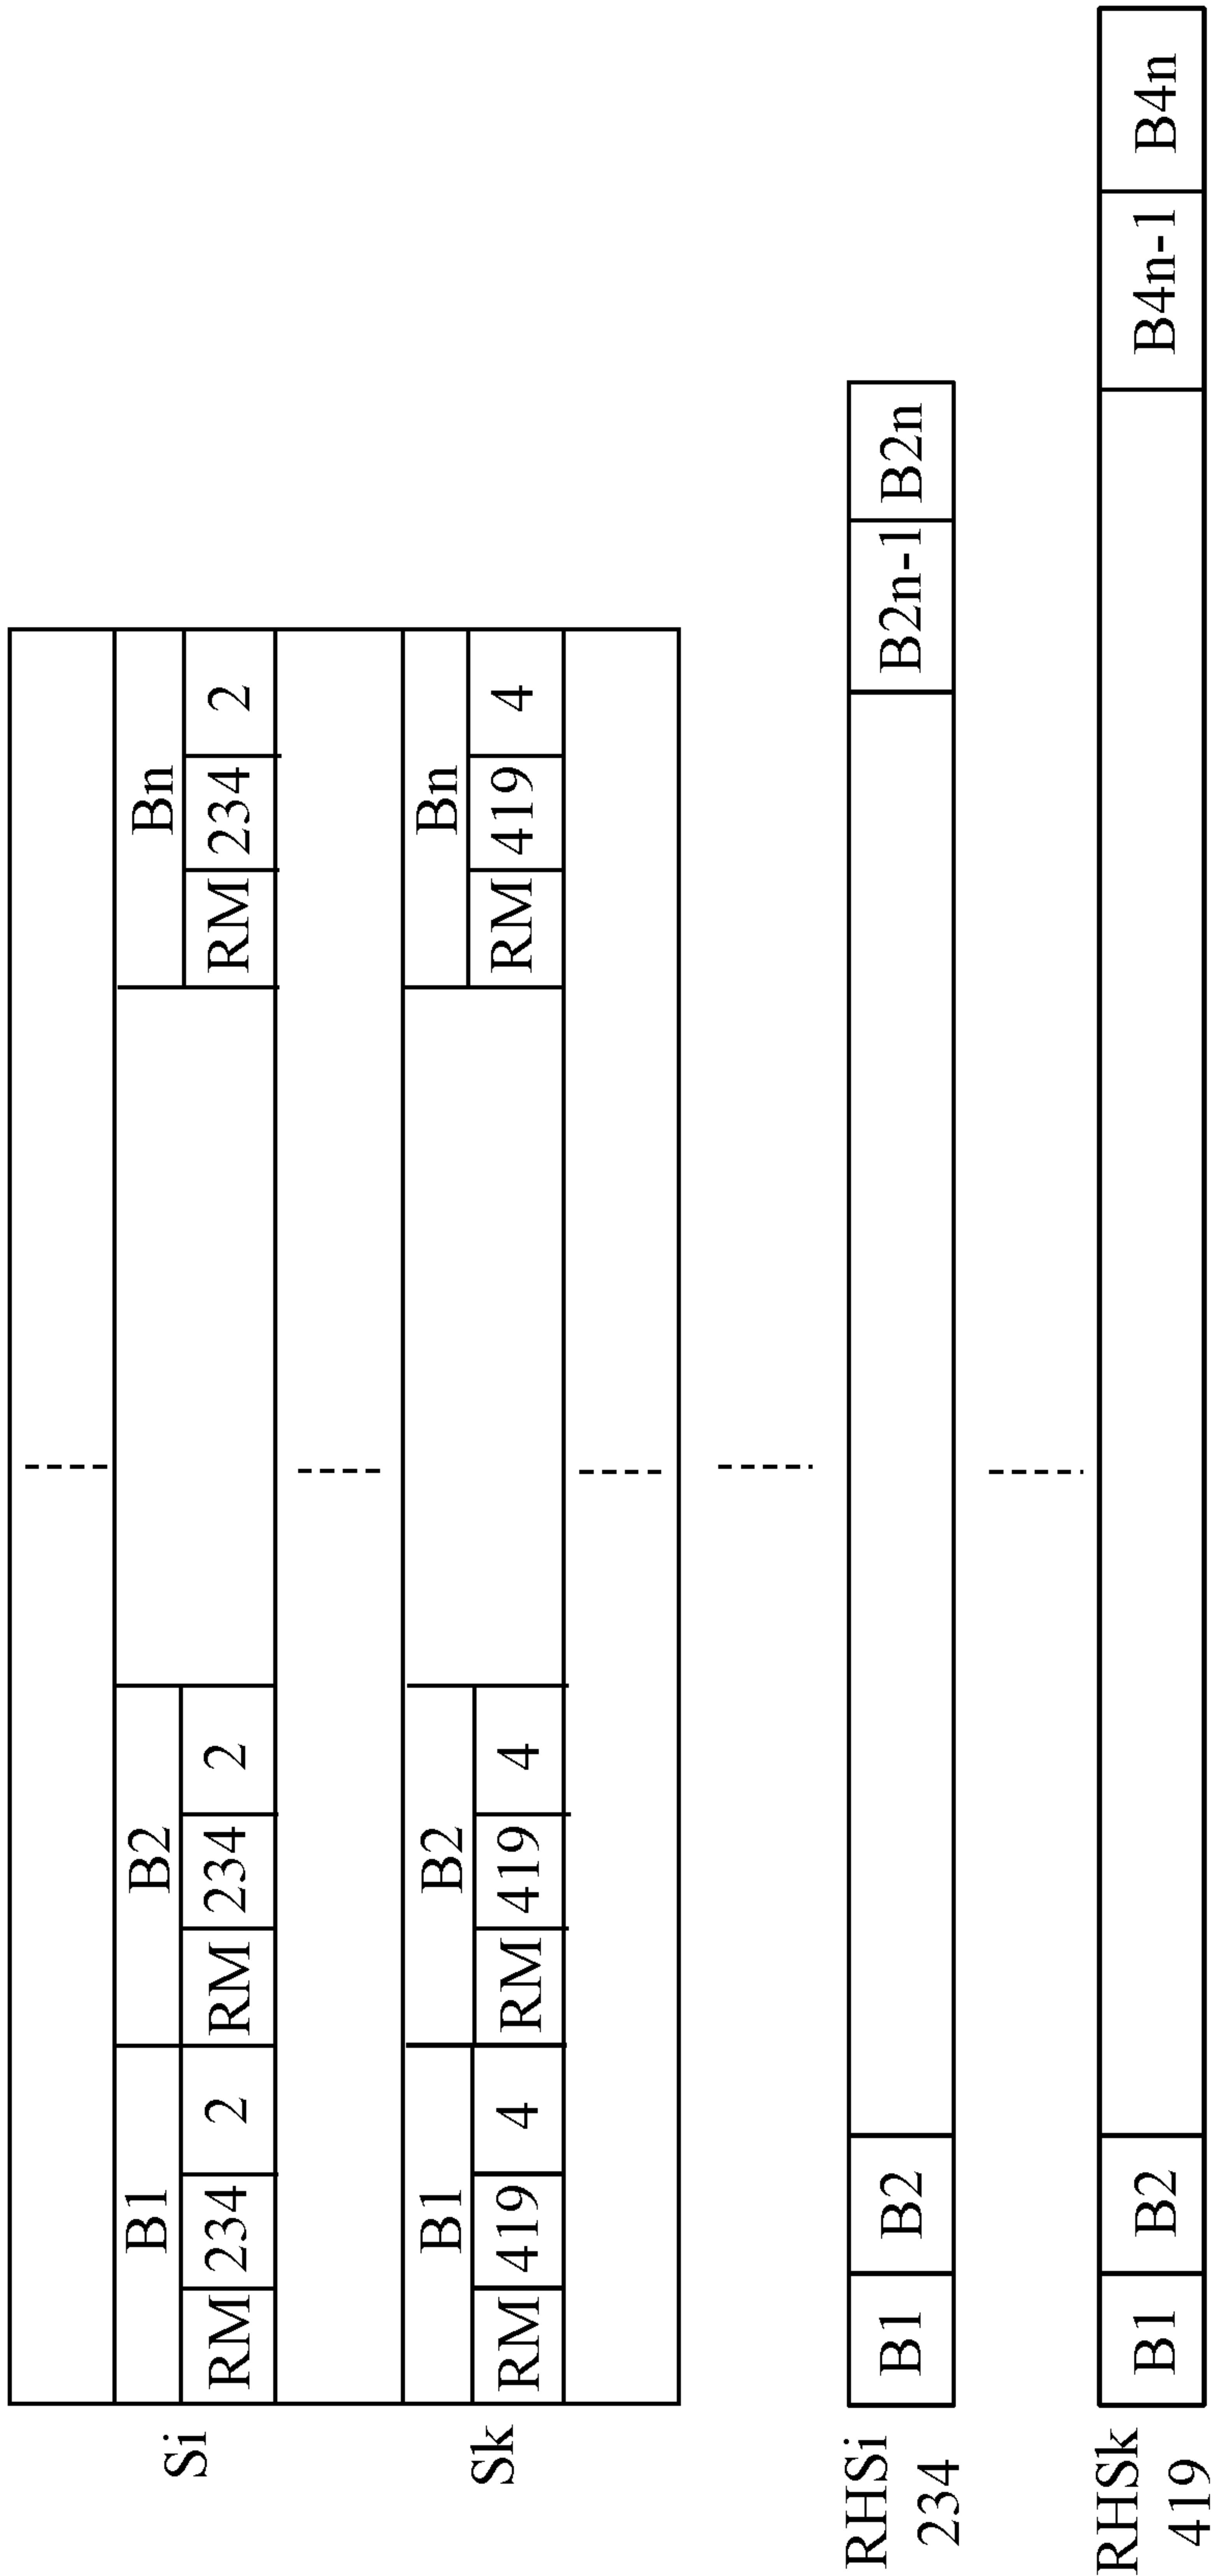 B1 B2 Bn
Si RM 234 2 RM 234 2 RM 234 2
B1 B2 Bn
Sk RM 419 4 RM 419 4 RM 419 4
RHSi B1 B2 B2n-1 B2n
234
RHSk B1 B2 B4n-1 B4n
419